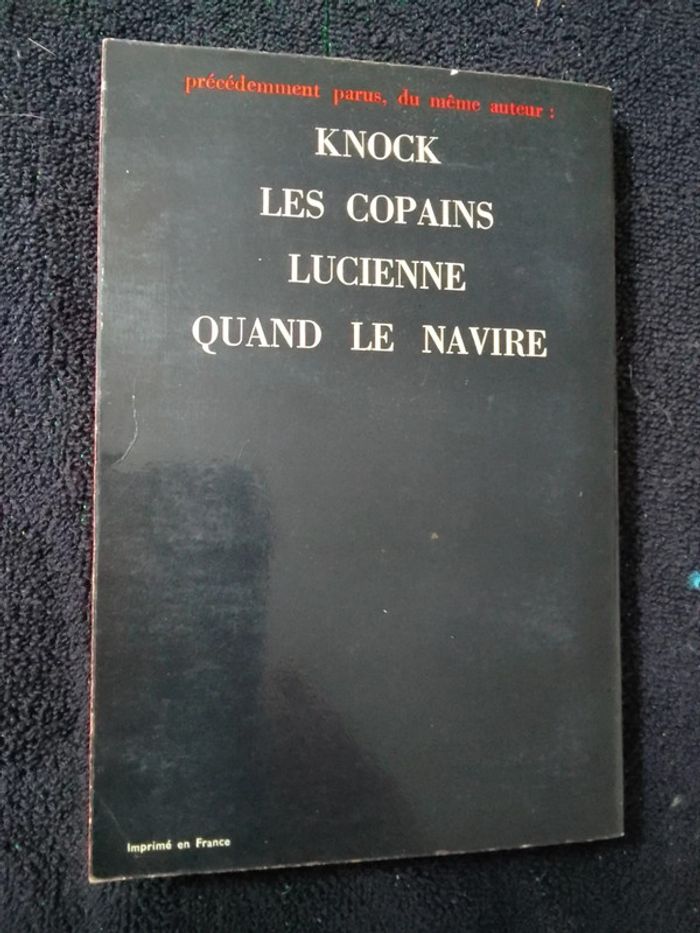 précédemment parus, du même auteur :
KNOCK
LES COPAINS
LUCIENNE
QUAND LE NAVIRE
Imprimé en France